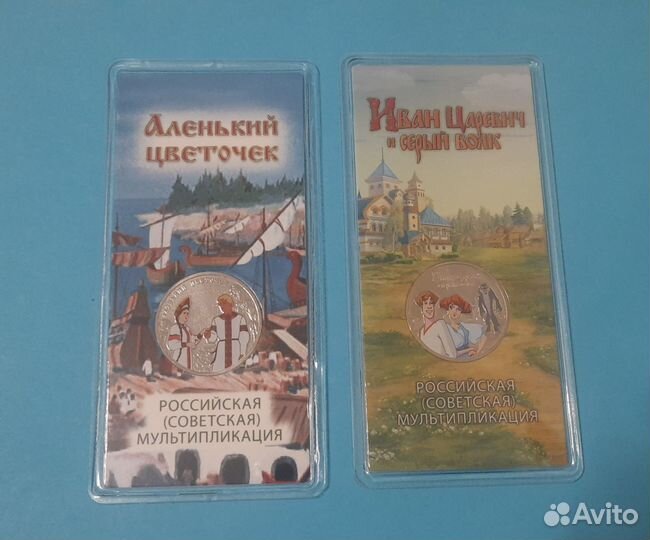 Аленький
цветочек
РОССИЙСКАЯ
(СОВЕТСКАЯ)
МУЛЬТИПЛИКАЦИЯ
Иван Царевич
и серый волк
РОССИЙСКАЯ
(СОВЕТСКАЯ)
МУЛЬТИПЛИКАЦИЯ
Avito